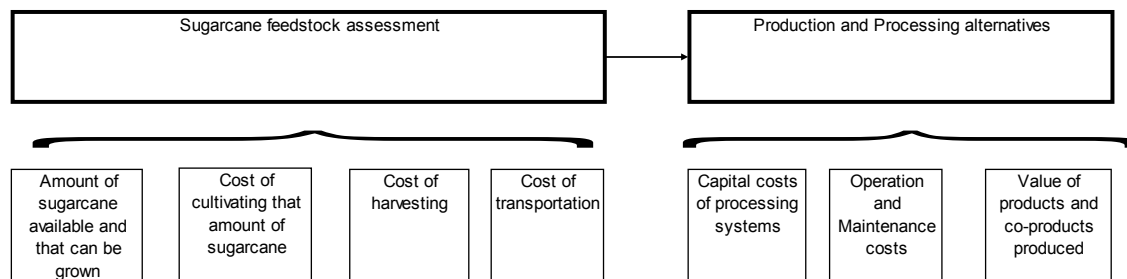 Sugarcane feedstock assessment
Production and Processing alternatives
Amount of
sugarcane
available and
that can be
grown
Cost of
cultivating that
amount of
sugarcane
Cost of
harvesting
Cost of
transportation
Capital costs
of processing
systems
Operation
and
Maintenance
costs
Value of
products and
co-products
produced